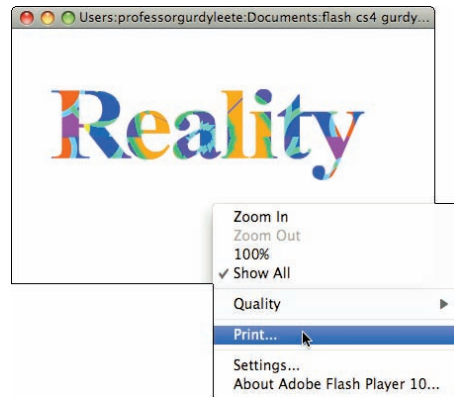 Users:professorgurdyleete:Documents:flash cs4 gurdy...
Reality
Zoom In
Zoom Out
100%
✓ Show All
Quality
Print...
Settings...
About Adobe Flash Player 10...